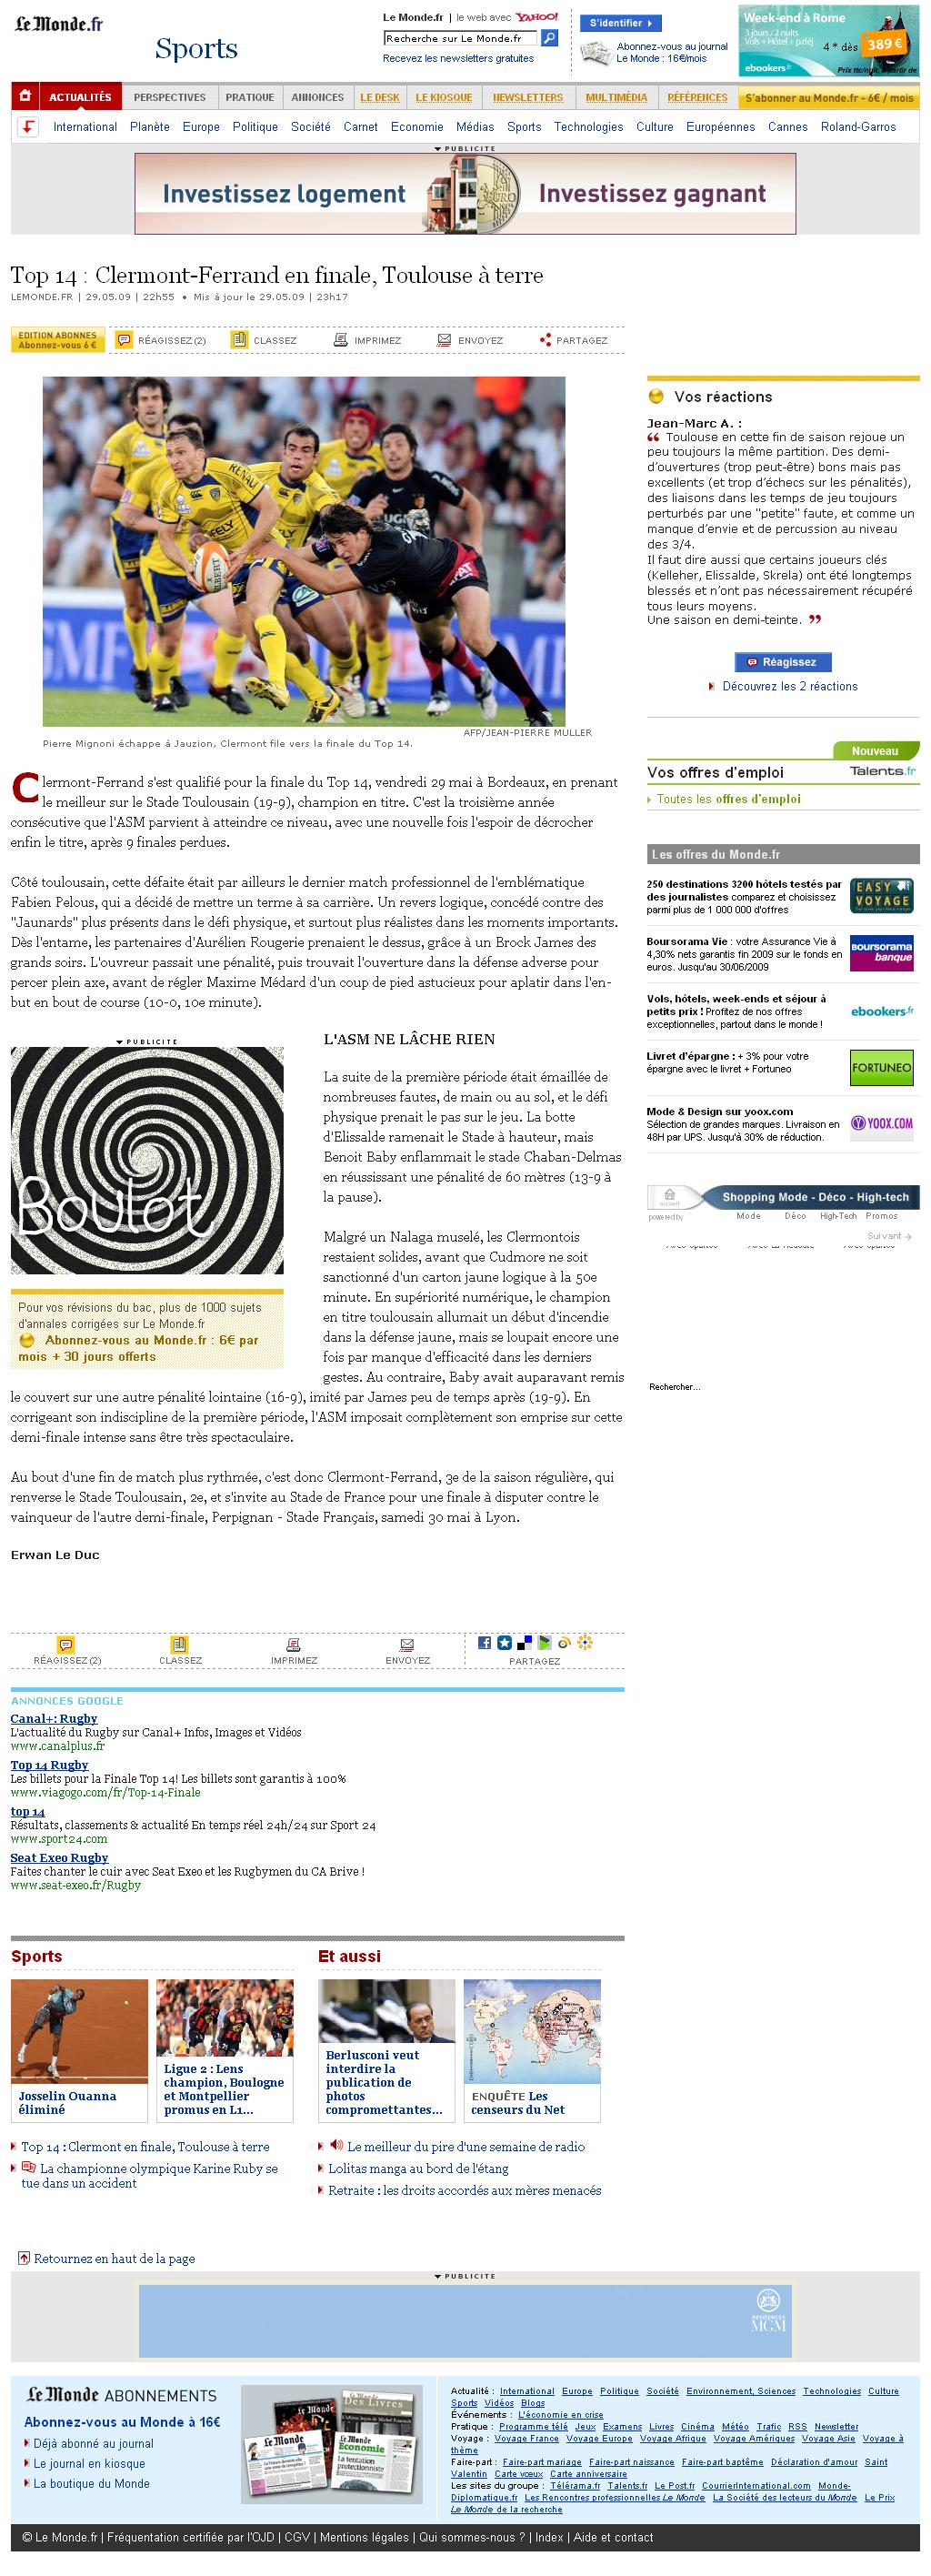 Le Monde.fr
Sports
Le Monde.fr | le web avec YAHOO!
Recherche sur Le Monde.fr
Recevez les newsletters gratuites
S'identifier
Abonnez-vous au journal
Le Monde : 16€/mois
Week-end à Rome
3 jours / 2 nuits
Vols + Hôtel + p.déj
4 * dès 389 €
ebookers.fr
ACTUALITÉS PERSPECTIVES PRATIQUE ANNONCES LE DESK LE KIOSQUE NEWSLETTERS MULTIMÉDIA RÉFÉRENCES S'abonner au Monde.fr - 6€ / mois
International Planète Europe Politique Société Carnet Economie Médias Sports Technologies Culture Européennes Cannes Roland-Garros
PUBLICITE
Investissez logement Investissez gagnant
Top 14 : Clermont-Ferrand en finale, Toulouse à terre
LEMONDE.FR | 29.05.09 | 22h55 • Mis à jour le 29.05.09 | 23h17
EDITION ABONNES
Abonnez-vous 6 €
RÉAGISSEZ (2) CLASSEZ IMPRIMEZ ENVOYEZ PARTAGEZ
AFP/JEAN-PIERRE MULLER
Pierre Mignoni échappe à Jauzion, Clermont file vers la finale du Top 14.
Clermont-Ferrand s'est qualifié pour la finale du Top 14, vendredi 29 mai à Bordeaux, en prenant
le meilleur sur le Stade Toulousain (19-9), champion en titre. C'est la troisième année
consécutive que l'ASM parvient à atteindre ce niveau, avec une nouvelle fois l'espoir de décrocher
enfin le titre, après 9 finales perdues.
Côté toulousain, cette défaite était par ailleurs le dernier match professionnel de l'emblématique
Fabien Pelous, qui a décidé de mettre un terme à sa carrière. Un revers logique, concédé contre des
"Jaunards" plus présents dans le défi physique, et surtout plus réalistes dans les moments importants.
Dès l'entame, les partenaires d'Aurélien Rougerie prenaient le dessus, grâce à un Brock James des
grands soirs. L'ouvreur passait une pénalité, puis trouvait l'ouverture dans la défense adverse pour
percer plein axe, avant de régler Maxime Médard d'un coup de pied astucieux pour aplatir dans l'en-
but en bout de course (10-0, 10e minute).
PUBLICITE
Boulot
Pour vos révisions du bac, plus de 1000 sujets
d'annales corrigées sur Le Monde.fr
Abonnez-vous au Monde.fr : 6€ par
mois + 30 jours offerts
L'ASM NE LÂCHE RIEN
La suite de la première période était émaillée de
nombreuses fautes, de main ou au sol, et le défi
physique prenait le pas sur le jeu. La botte
d'Elissalde ramenait le Stade à hauteur, mais
Benoit Baby enflammait le stade Chaban-Delmas
en réussissant une pénalité de 60 mètres (13-9 à
la pause).
Malgré un Nalaga muselé, les Clermontois
restaient solides, avant que Cudmore ne soit
sanctionné d'un carton jaune logique à la 50e
minute. En supériorité numérique, le champion
en titre toulousain allumait un début d'incendie
dans la défense jaune, mais se loupait encore une
fois par manque d'efficacité dans les derniers
gestes. Au contraire, Baby avait auparavant remis
le couvert sur une autre pénalité lointaine (16-9), imité par James peu de temps après (19-9). En
corrigeant son indiscipline de la première période, l'ASM imposait complètement son emprise sur cette
demi-finale intense sans être très spectaculaire.
Au bout d'une fin de match plus rythmée, c'est donc Clermont-Ferrand, 3e de la saison régulière, qui
renverse le Stade Toulousain, 2e, et s'invite au Stade de France pour une finale à disputer contre le
vainqueur de l'autre demi-finale, Perpignan - Stade Français, samedi 30 mai à Lyon.
Erwan Le Duc
RÉAGISSEZ (2) CLASSEZ IMPRIMEZ ENVOYEZ PARTAGEZ
Vos réactions
Jean-Marc A. :
Toulouse en cette fin de saison rejoue un
peu toujours la même partition. Des demi-
d'ouvertures (trop peut-être) bons mais pas
excellents (et trop d'échecs sur les pénalités),
des liaisons dans les temps de jeu toujours
perturbés par une "petite" faute, et comme un
manque d'envie et de percussion au niveau
des 3/4.
Il faut dire aussi que certains joueurs clés
(Kelleher, Elissalde, Skrela) ont été longtemps
blessés et n'ont pas nécessairement récupéré
tous leurs moyens.
Une saison en demi-teinte.
Réagissez
Découvrez les 2 réactions
Nouveau
Vos offres d'emploi Talents.fr
Toutes les offres d'emploi
Les offres du Monde.fr
250 destinations 3200 hôtels testés par
des journalistes comparez et choisissez
parmi plus de 1 000 000 d'offres
EASY VOYAGE
Boursorama Vie : votre Assurance Vie à
4,30% nets garantis fin 2009 sur le fonds en
euros. Jusqu'au 30/06/2009
BOURSORAMA banque
Vols, hôtels, week-ends et séjour à
petits prix ! Profitez de nos offres
exceptionnelles, partout dans le monde !
ebookers.fr
Livret d'épargne : + 3% pour votre
épargne avec le livret + Fortuneo
FORTUNEO
Mode & Design sur yoox.com
Sélection de grandes marques. Livraison en
48H par UPS. Jusqu'à 30% de réduction.
YOOX.COM
Shopping Mode - Déco - High-tech
powered by Mode Déco High-Tech Promos
Suivant
Rechercher...
ANNONCES GOOGLE
Canal+: Rugby
L'actualité du Rugby sur Canal+ Infos, Images et Vidéos
www.canalplus.fr
Top 14 Rugby
Les billets pour la Finale Top 14! Les billets sont garantis à 100%
www.viagogo.com/fr/Top-14-Finale
top 14
Résultats, classements & actualité En temps réel 24h/24 sur Sport 24
www.sport24.com
Seat Exeo Rugby
Faites chanter le cuir avec Seat Exeo et les Rugbymen du CA Brive !
www.seat-exeo.fr/Rugby
Sports
Josselin Ouanna
éliminé
Ligue 2 : Lens
champion, Boulogne
et Montpellier
promus en L1...
Top 14 : Clermont en finale, Toulouse à terre
La championne olympique Karine Ruby se
tue dans un accident
Et aussi
Berlusconi veut
interdire la
publication de
photos
compromettantes...
ENQUÊTE Les
censeurs du Net
Le meilleur du pire d'une semaine de radio
Lolitas manga au bord de l'étang
Retraite : les droits accordés aux mères menacés
Retournez en haut de la page
PUBLICITE
RESIDENCES
MGM
Le Monde ABONNEMENTS
Abonnez-vous au Monde à 16€
Déjà abonné au journal
Le journal en kiosque
La boutique du Monde
Actualité : International Europe Politique Société Environnement, Sciences Technologies Culture
Sports Vidéos Blogs
Événements : L'économie en crise
Pratique : Programme télé Jeux Examens Livres Cinéma Météo Trafic RSS Newsletter
Voyage : Voyage France Voyage Europe Voyage Afrique Voyage Amériques Voyage Asie Voyage à
thème
Faire-part : Faire-part mariage Faire-part naissance Faire-part baptême Déclaration d'amour Saint
Valentin Carte vœux Carte anniversaire
Les sites du groupe : Télérama.fr Talents.fr Le Post.fr CourrierInternational.com Monde-
Diplomatique.fr Les Rencontres professionnelles Le Monde La Société des lecteurs du Monde Le Prix
Le Monde de la recherche
© Le Monde.fr | Fréquentation certifiée par l'OJD | CGV | Mentions légales | Qui sommes-nous ? | Index | Aide et contact